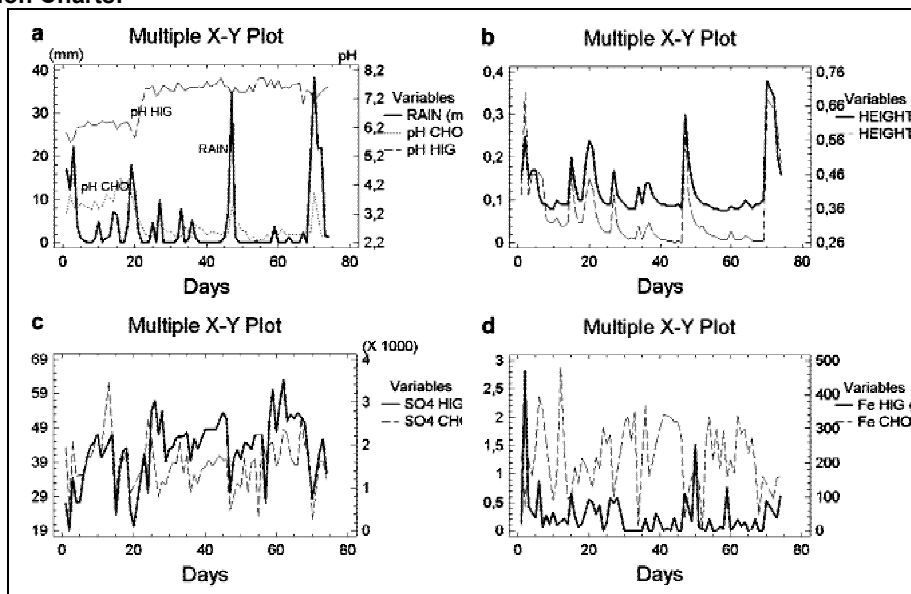 a
Multiple X-Y Plot
(mm)
pH
40
30
20
10
0
8,2
7,2
6,2
5,2
4,2
3,2
2,2
pH HIG
pH CHO
RAIN
0 20 40 60 80
Days
Variables
RAIN (m
pH CHO
pH HIG
b
Multiple X-Y Plot
0,4
0,3
0,2
0,1
0
0,76
0,66
0,56
0,46
0,36
0,26
0 20 40 60 80
Days
Variables
HEIGHT
HEIGHT
c
Multiple X-Y Plot
(X 1000)
69
59
49
39
29
19
4
3
2
1
0
0 20 40 60 80
Days
Variables
SO4 HIG
SO4 CH
d
Multiple X-Y Plot
3
2,5
2
1,5
1
0,5
0
500
400
300
200
100
0
0 20 40 60 80
Days
Variables
Fe HIG
Fe CHO